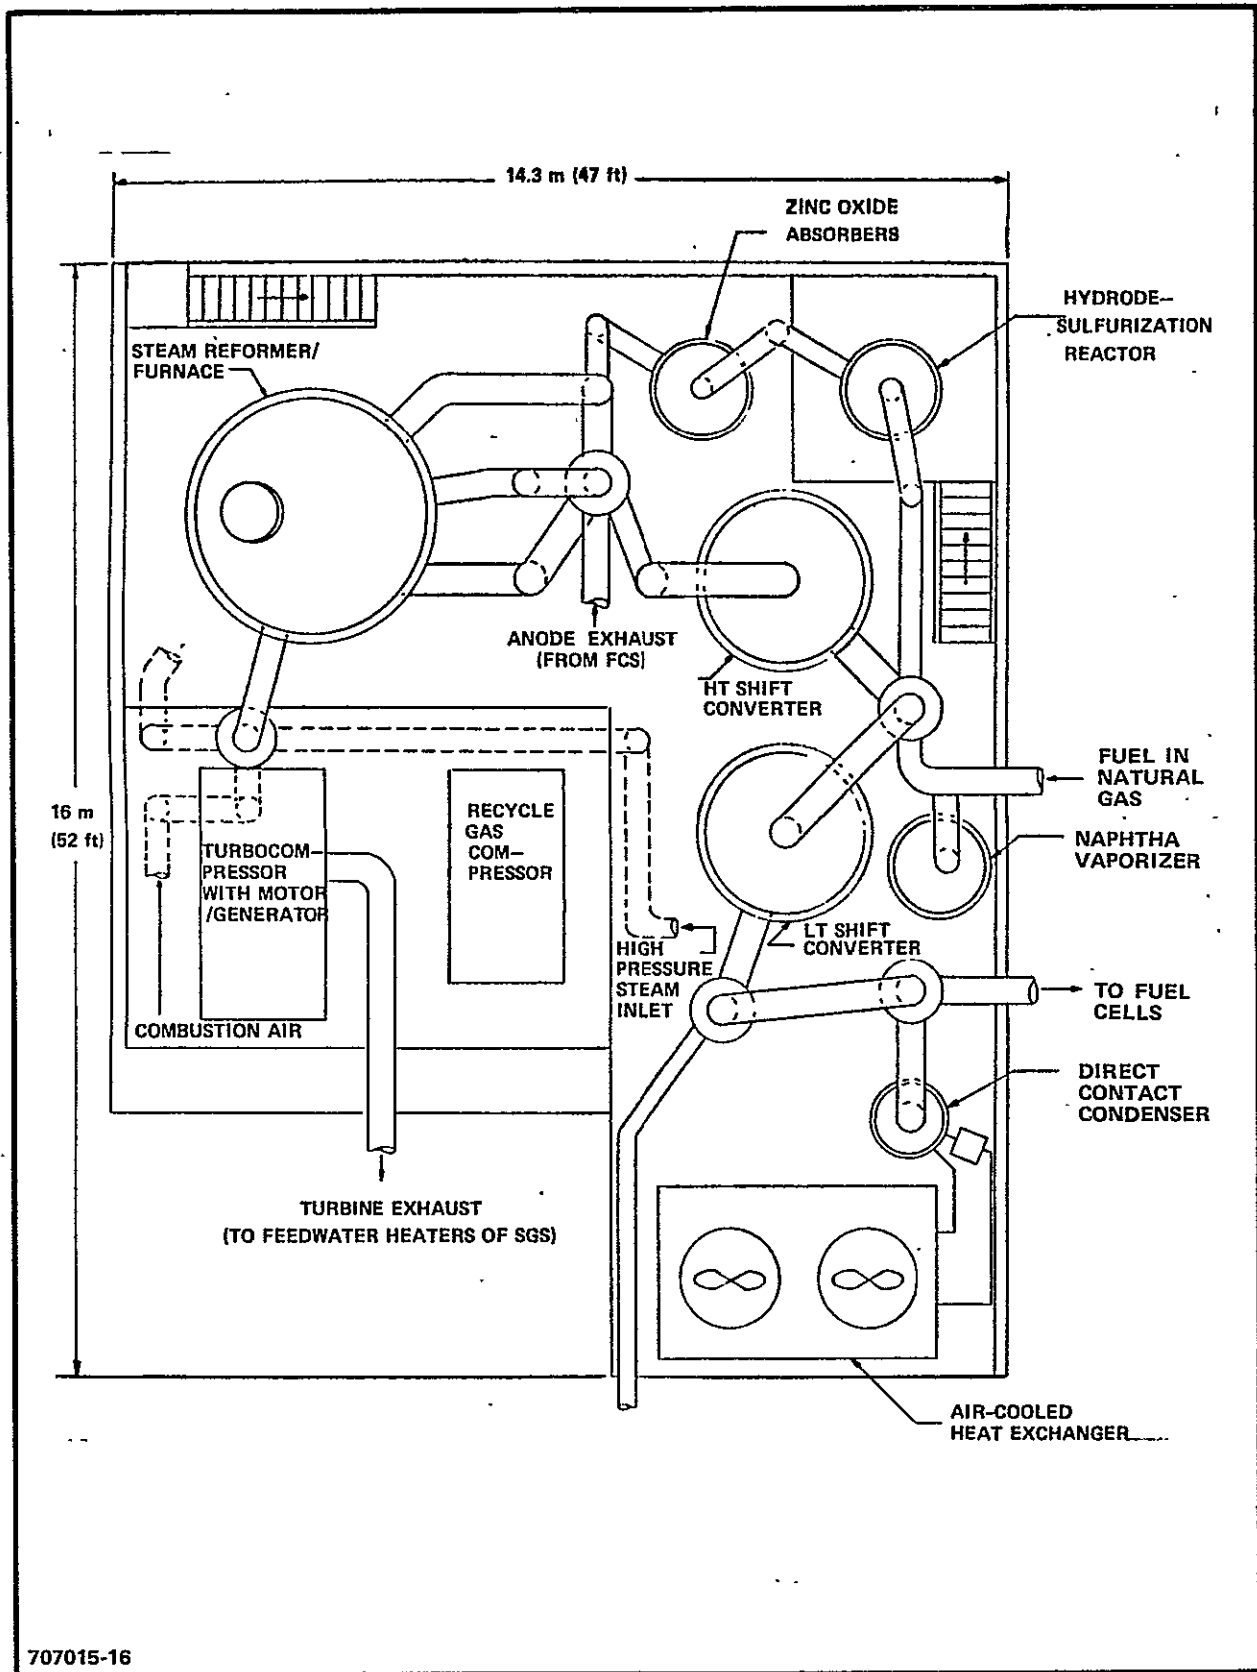 14.3 m (47 ft)
ZINC OXIDE
ABSORBERS
HYDRODE-
SULFURIZATION
REACTOR
STEAM REFORMER/
FURNACE
ANODE EXHAUST
(FROM FCS)
HT SHIFT
CONVERTER
FUEL IN
NATURAL
GAS
16 m
(52 ft)
RECYCLE
GAS
COM-
PRESSOR
TURBOCOM-
PRESSOR
WITH MOTOR
/GENERATOR
NAPHTHA
VAPORIZER
LT SHIFT
CONVERTER
HIGH
PRESSURE
STEAM
INLET
COMBUSTION AIR
TO FUEL
CELLS
DIRECT
CONTACT
CONDENSER
TURBINE EXHAUST
(TO FEEDWATER HEATERS OF SGS)
AIR-COOLED
HEAT EXCHANGER
707015-16